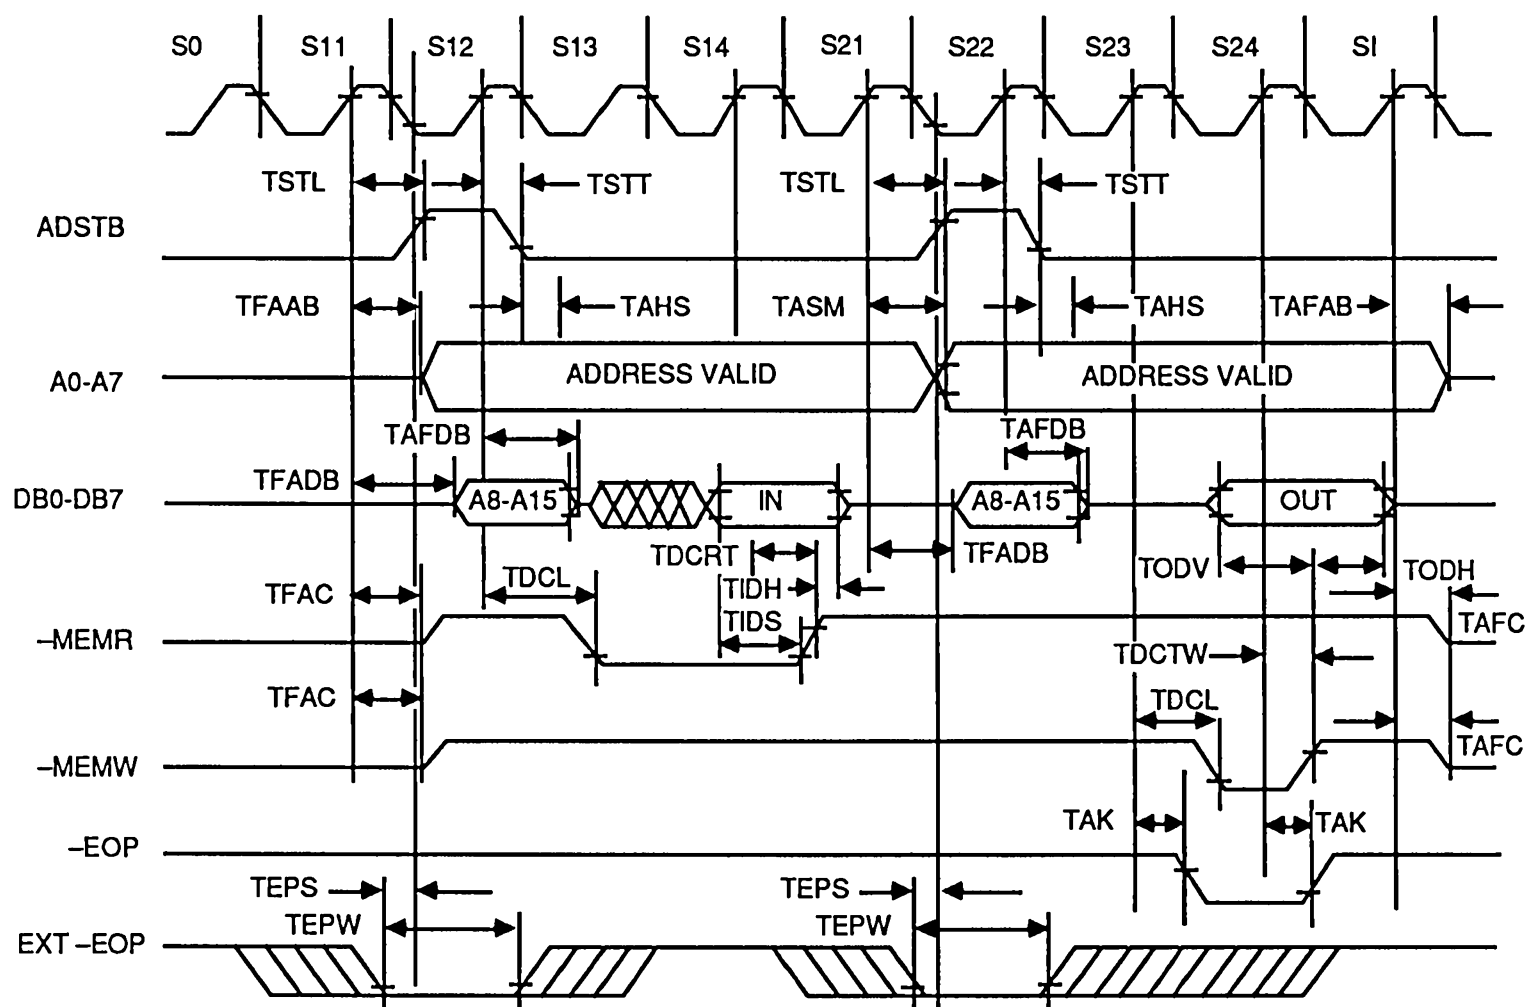 S0 S11 S12 S13 S14 S21 S22 S23 S24 SI
TSTL TSTT TSTL TSTT
ADSTB
TFAAB TAHS TASM TAHS TAFAB
A0-A7 ADDRESS VALID ADDRESS VALID
TAFDB TAFDB
TFADB
DB0-DB7 A8-A15 IN A8-A15 OUT
TDCRT TFADB
TDCL TIDH TODV TODH
TFAC
TIDS TAFC
–MEMR
TDCTW
TFAC TDCL
TAFC
–MEMW
TAK TAK
–EOP
TEPS TEPS
TEPW TEPW
EXT –EOP